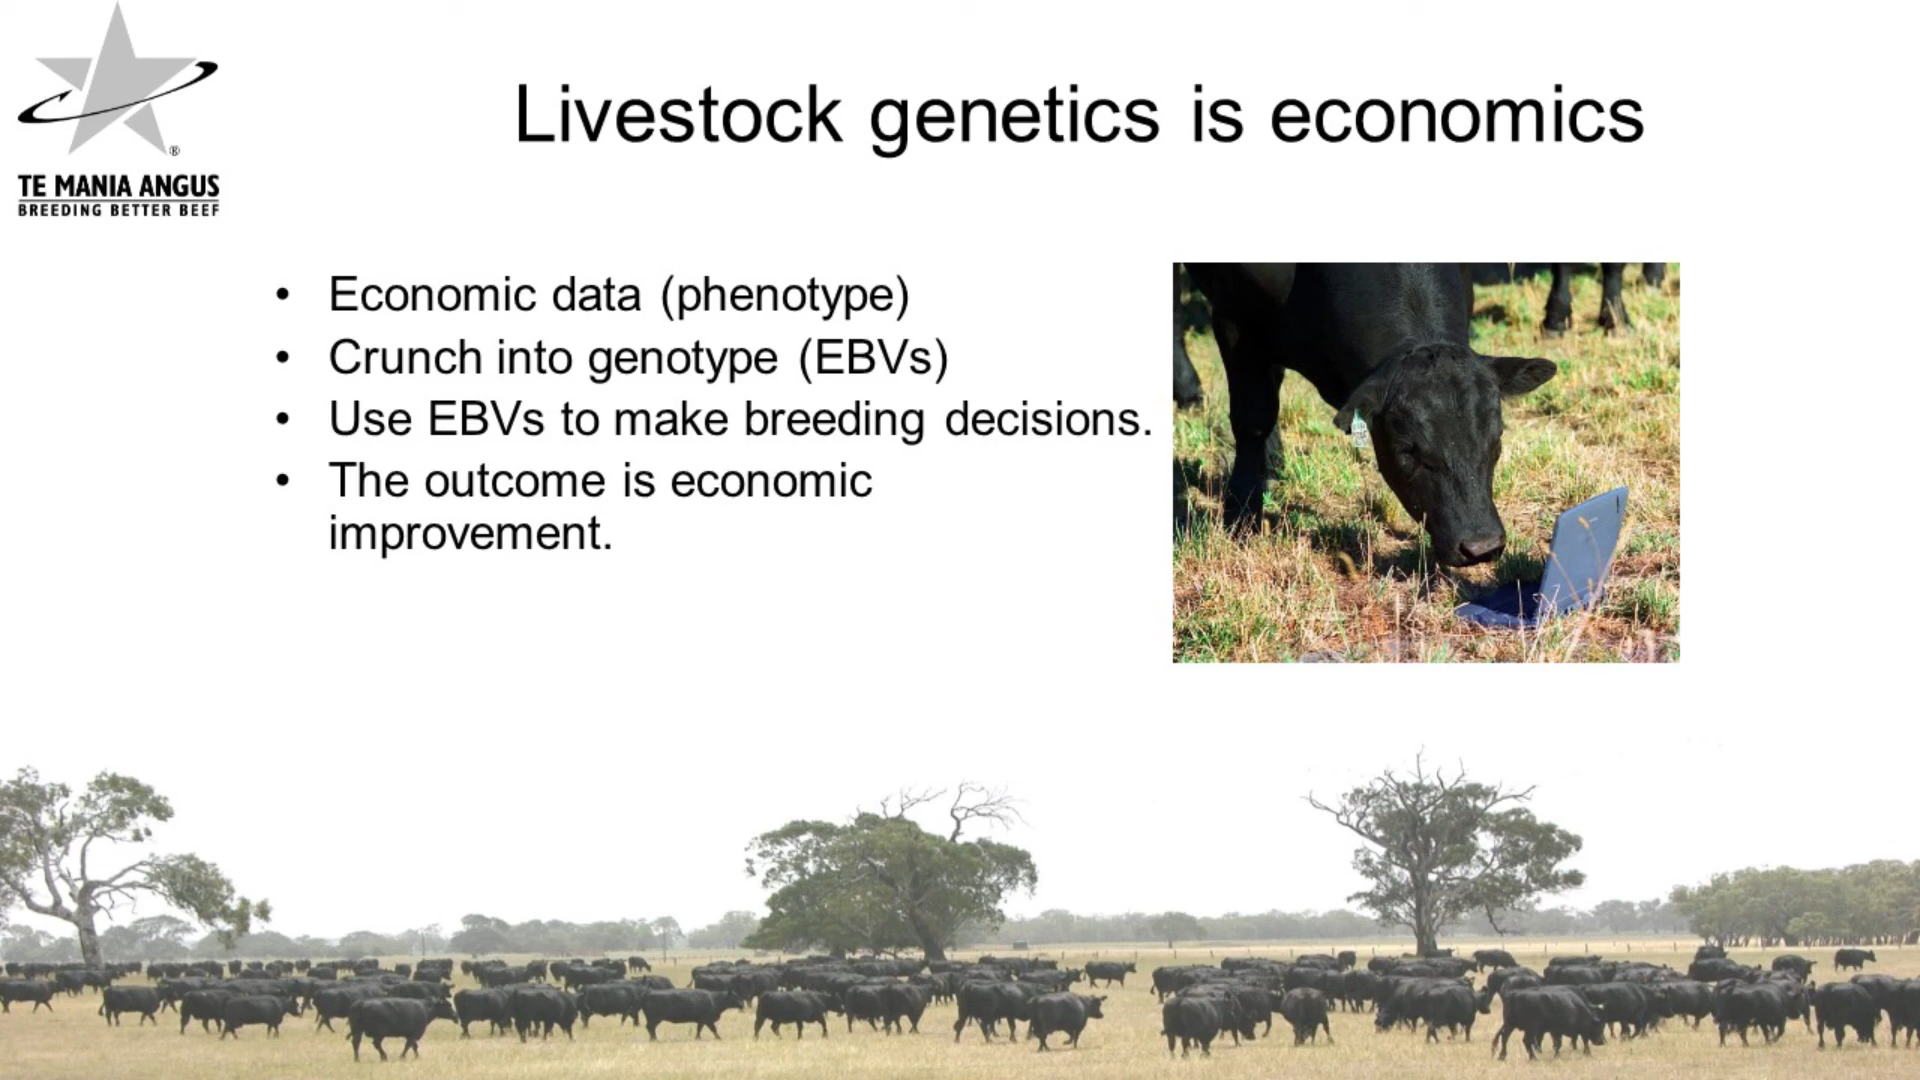 ®
TE MANIA ANGUS
BREEDING BETTER BEEF
Livestock genetics is economics
• Economic data (phenotype)
• Crunch into genotype (EBVs)
• Use EBVs to make breeding decisions.
• The outcome is economic
improvement.